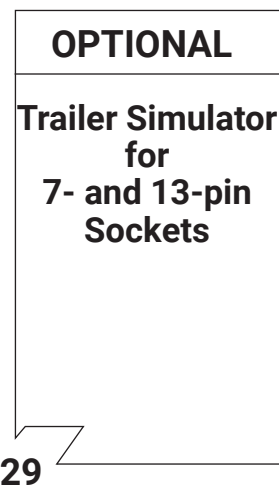 OPTIONAL
Trailer Simulator
for
7- and 13-pin
Sockets
29